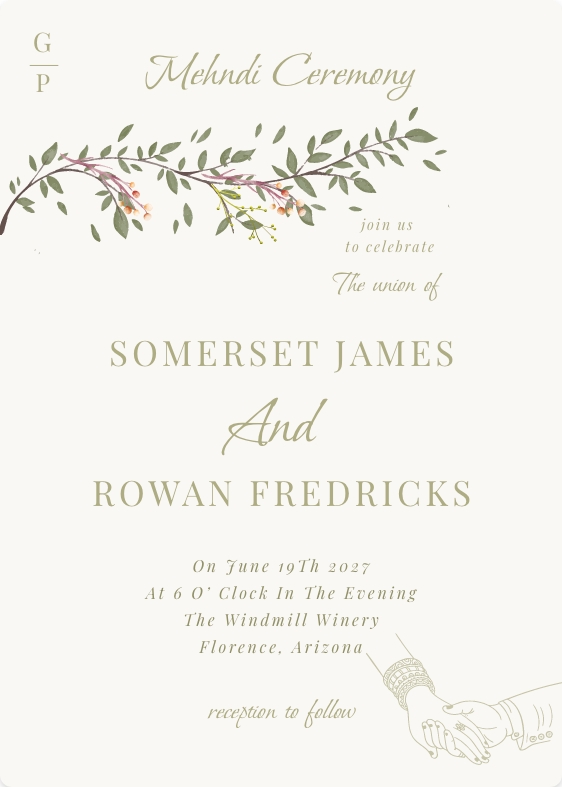 G
P
Mehndi Ceremony
join us
to celebrate
The union of
SOMERSET JAMES
And
ROWAN FREDRICKS
On June 19Th 2027
At 6 O' Clock In The Evening
The Windmill Winery
Florence, Arizona
reception to follow